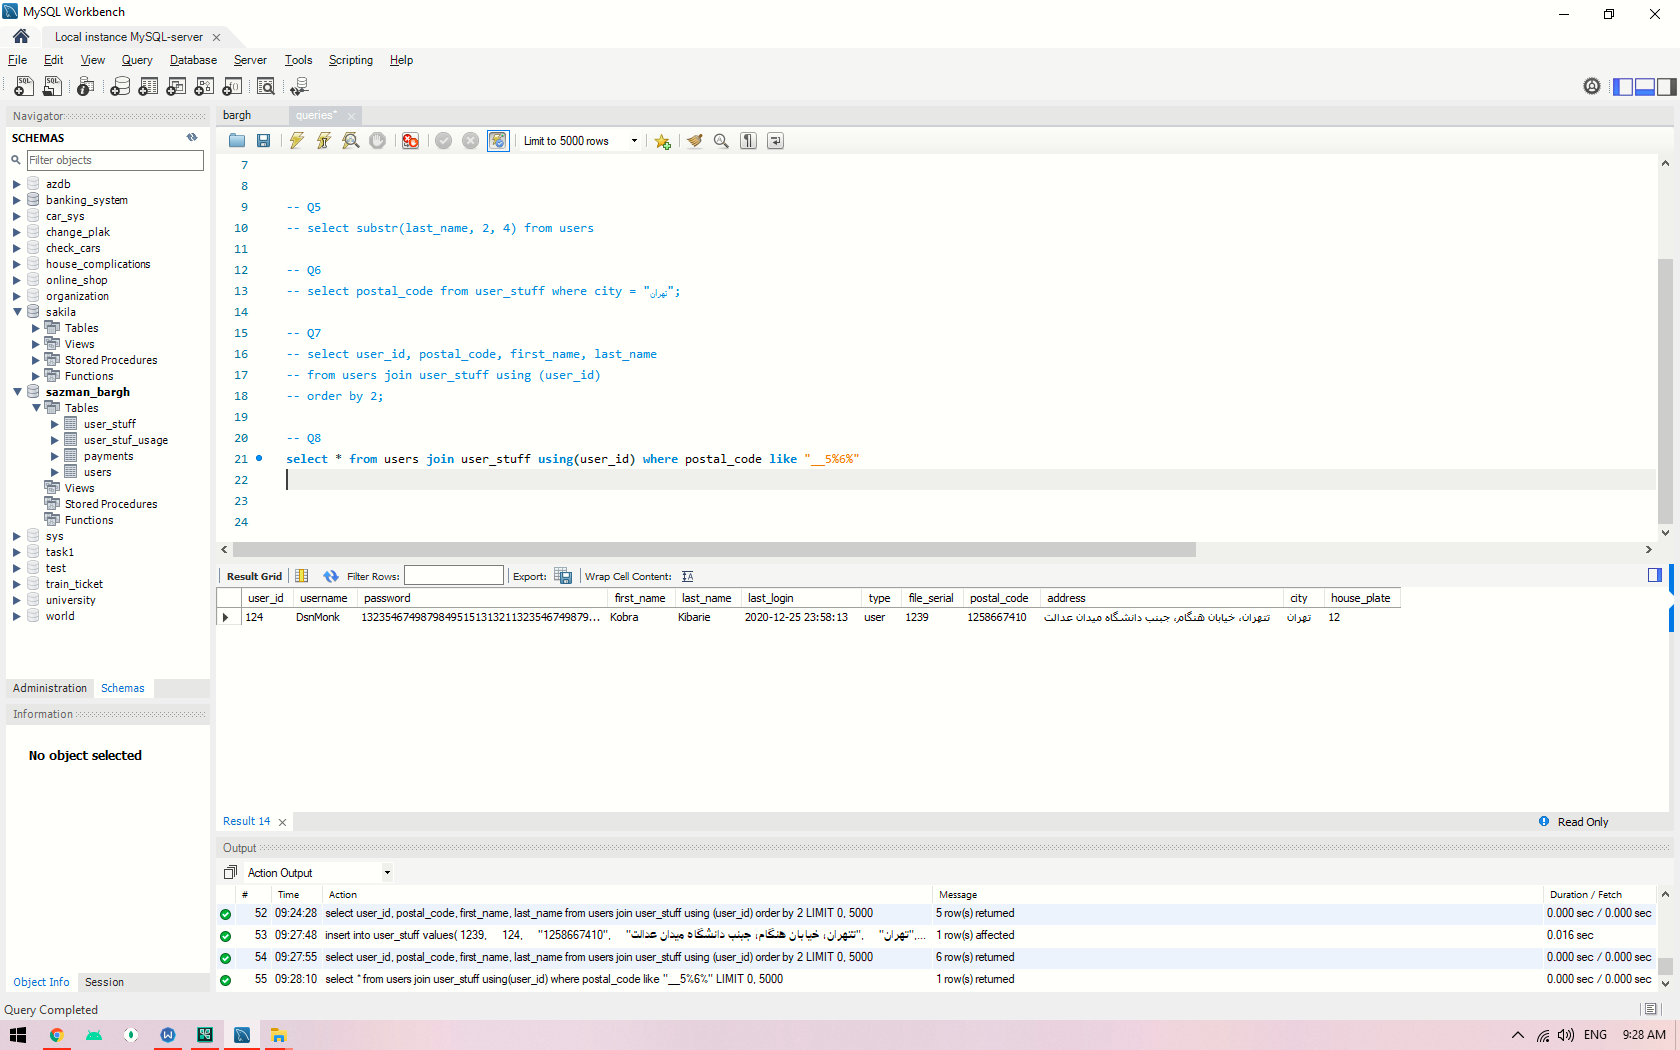 MySQL Workbench
Local instance MySQL-server
File Edit View Query Database Server Tools Scripting Help
Navigator
SCHEMAS
Filter objects
azdb
banking_system
car_sys
change_plak
check_cars
house_complications
online_shop
organization
sakila
Tables
Views
Stored Procedures
Functions
sazman_bargh
Tables
user_stuff
user_stuf_usage
payments
users
Views
Stored Procedures
Functions
sys
task1
test
train_ticket
university
world
Administration Schemas
Information
No object selected
Object Info Session
bargh queries*
Limit to 5000 rows
7
8
9 -- Q5
10 -- select substr(last_name, 2, 4) from users
11
12 -- Q6
13 -- select postal_code from user_stuff where city = "تهران";
14
15 -- Q7
16 -- select user_id, postal_code, first_name, last_name
17 -- from users join user_stuff using (user_id)
18 -- order by 2;
19
20 -- Q8
21 select * from users join user_stuff using(user_id) where postal_code like "__5%6%"
22
23
24
Result Grid Filter Rows: Export: Wrap Cell Content:
user_id username password first_name last_name last_login type file_serial postal_code address city house_plate
124 DsnMonk 13235467498798495151313211323546749879... Kobra Kibarie 2020-12-25 23:58:13 user 1239 1258667410 تتهران، خیابان هنگام، جبنب دانشگاه میدان عدالت تهران 12
Result 14 Read Only
Output
Action Output
# Time Action Message Duration / Fetch
52 09:24:28 select user_id, postal_code, first_name, last_name from users join user_stuff using (user_id) order by 2 LIMIT 0, 5000 5 row(s) returned 0.000 sec / 0.000 sec
53 09:27:48 insert into user_stuff values( 1239, 124, "1258667410", "تتهران، خیابان هنگام، جبنب دانشگاه میدان عدالت", "تهران",... 1 row(s) affected 0.016 sec
54 09:27:55 select user_id, postal_code, first_name, last_name from users join user_stuff using (user_id) order by 2 LIMIT 0, 5000 6 row(s) returned 0.000 sec / 0.000 sec
55 09:28:10 select * from users join user_stuff using(user_id) where postal_code like "__5%6%" LIMIT 0, 5000 1 row(s) returned 0.000 sec / 0.000 sec
Query Completed
ENG 9:28 AM